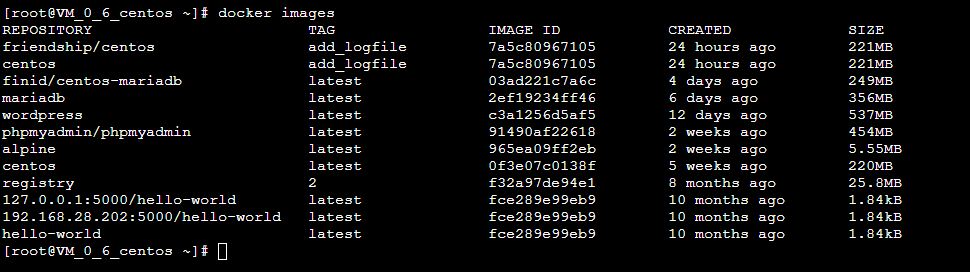 [root@VM_0_6_centos ~]# docker images
REPOSITORY TAG IMAGE ID CREATED SIZE
friendship/centos add_logfile 7a5c80967105 24 hours ago 221MB
centos add_logfile 7a5c80967105 24 hours ago 221MB
finid/centos-mariadb latest 03ad221c7a6c 4 days ago 249MB
mariadb latest 2ef19234ff46 6 days ago 356MB
wordpress latest c3a1256d5af5 12 days ago 537MB
phpmyadmin/phpmyadmin latest 91490af22618 2 weeks ago 454MB
alpine latest 965ea09ff2eb 2 weeks ago 5.55MB
centos latest 0f3e07c0138f 5 weeks ago 220MB
registry 2 f32a97de94e1 8 months ago 25.8MB
127.0.0.1:5000/hello-world latest fce289e99eb9 10 months ago 1.84kB
192.168.28.202:5000/hello-world latest fce289e99eb9 10 months ago 1.84kB
hello-world latest fce289e99eb9 10 months ago 1.84kB
[root@VM_0_6_centos ~]#